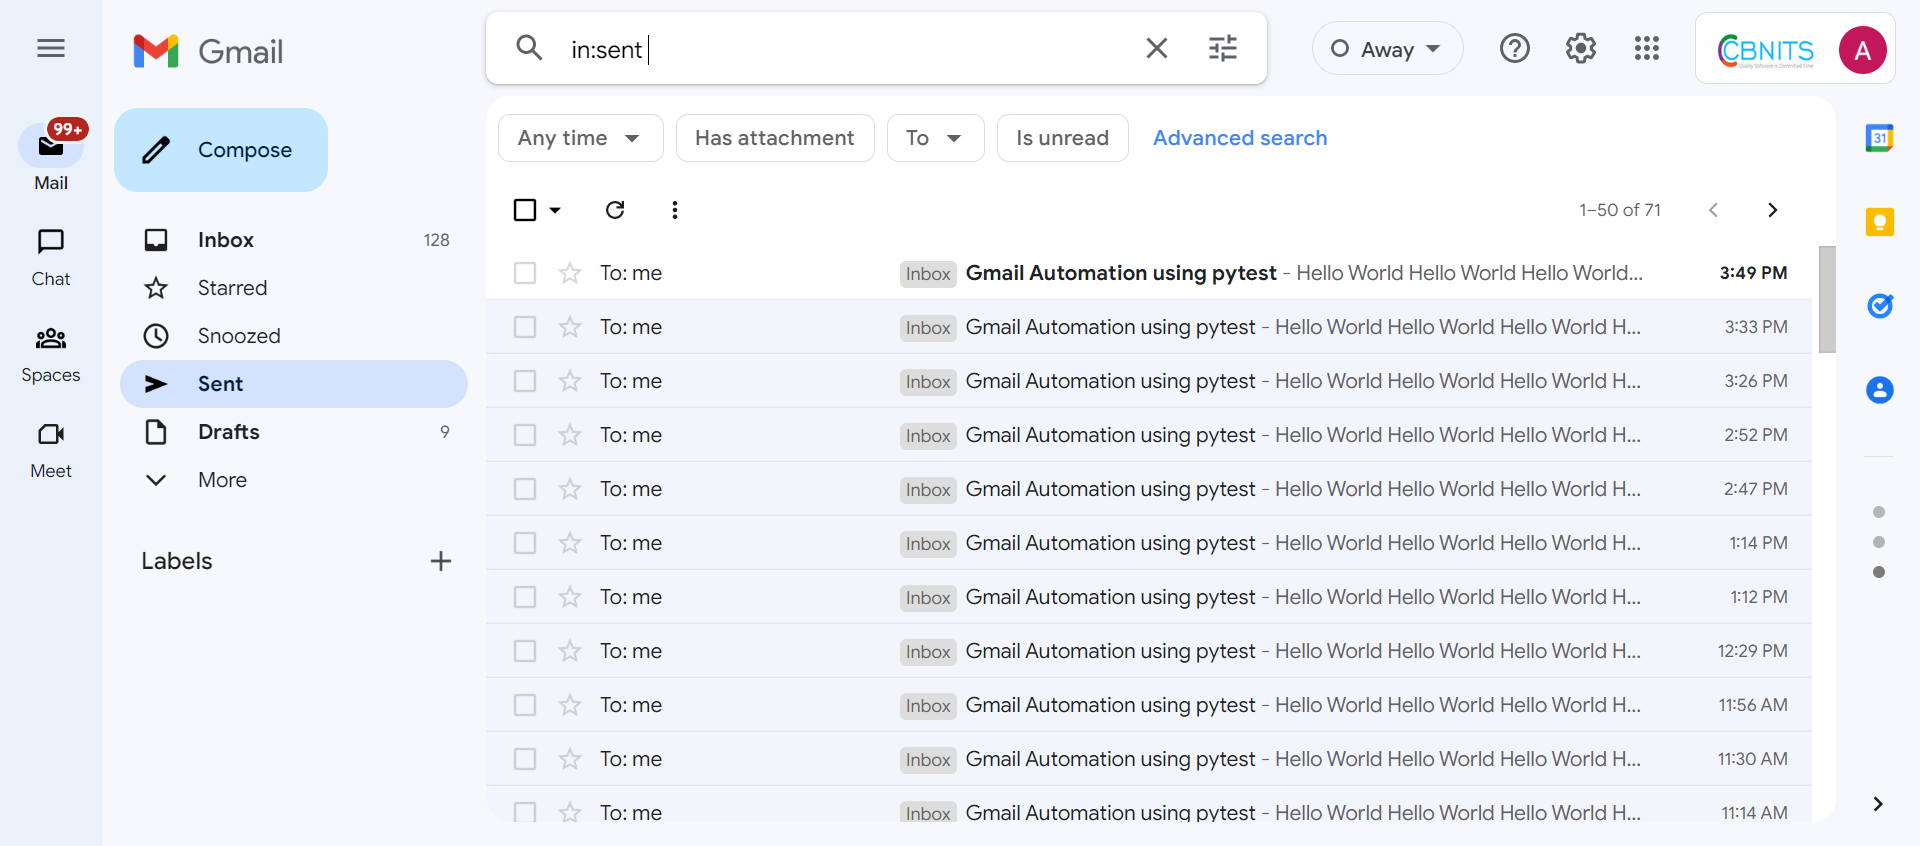 Gmail
in:sent
Away
CBNITS
Quality Software in Committed Time
A
99+
Mail
Chat
Spaces
Meet
Compose
Inbox 128
Starred
Snoozed
Sent
Drafts 9
More
Labels
Any time Has attachment To Is unread Advanced search
1–50 of 71
To: me Inbox Gmail Automation using pytest - Hello World Hello World Hello World... 3:49 PM
To: me Inbox Gmail Automation using pytest - Hello World Hello World Hello World H... 3:33 PM
To: me Inbox Gmail Automation using pytest - Hello World Hello World Hello World H... 3:26 PM
To: me Inbox Gmail Automation using pytest - Hello World Hello World Hello World H... 2:52 PM
To: me Inbox Gmail Automation using pytest - Hello World Hello World Hello World H... 2:47 PM
To: me Inbox Gmail Automation using pytest - Hello World Hello World Hello World H... 1:14 PM
To: me Inbox Gmail Automation using pytest - Hello World Hello World Hello World H... 1:12 PM
To: me Inbox Gmail Automation using pytest - Hello World Hello World Hello World H... 12:29 PM
To: me Inbox Gmail Automation using pytest - Hello World Hello World Hello World H... 11:56 AM
To: me Inbox Gmail Automation using pytest - Hello World Hello World Hello World H... 11:30 AM
To: me Inbox Gmail Automation using pytest - Hello World Hello World Hello World H... 11:14 AM
31